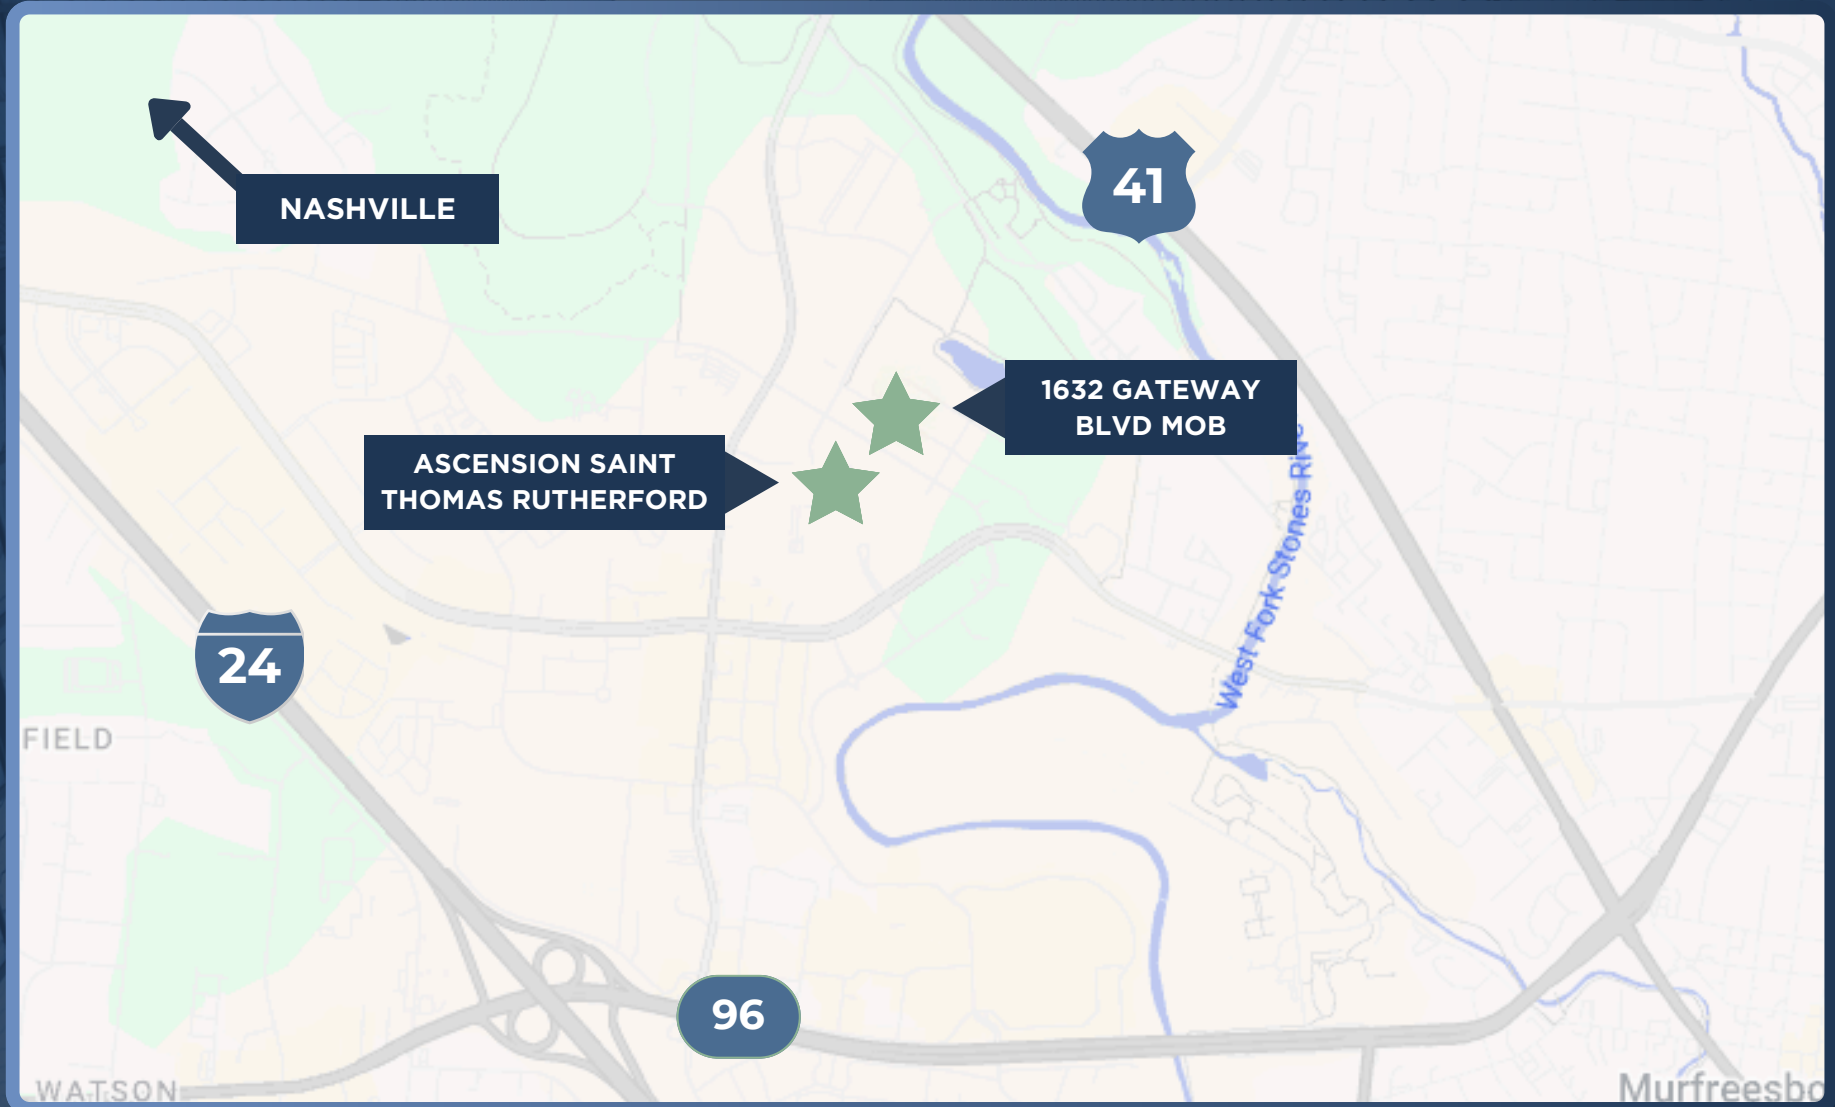 NASHVILLE
41
1632 GATEWAY
BLVD MOB
ASCENSION SAINT
THOMAS RUTHERFORD
West Fork Stones Riv
24
FIELD
96
WATSON
Murfreesbo